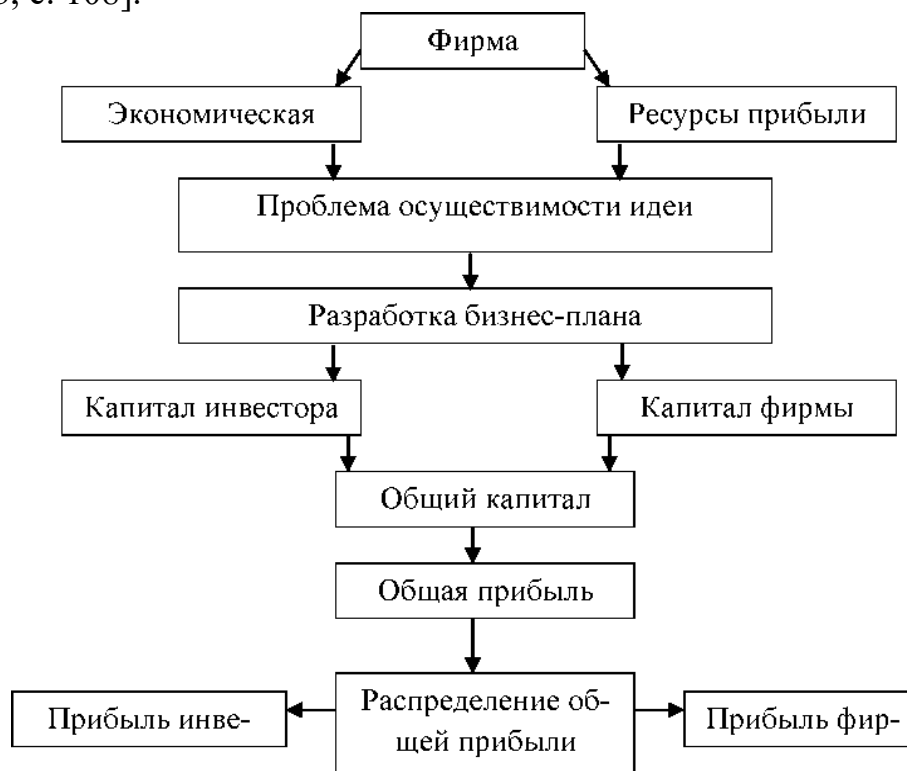 с. 108].
Фирма
Экономическая
Ресурсы прибыли
Проблема осуществимости идеи
Разработка бизнес-плана
Капитал инвестора
Капитал фирмы
Общий капитал
Общая прибыль
Распределение об-
щей прибыли
Прибыль инве-
Прибыль фир-